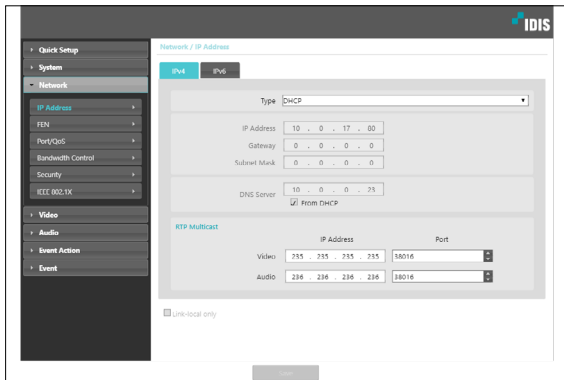 IDIS
Quick Setup
System
Network
IP Address
FEN
Port/QoS
Bandwidth Control
Security
IEEE 802.1X
Video
Audio
Event Action
Event
Network / IP Address
IPv4 IPv6
Type DHCP
IP Address 10 . 0 . 17 . 80
Gateway 0 . 0 . 0 . 0
Subnet Mask 0 . 0 . 0 . 0
DNS Server 10 . 0 . 0 . 23
From DHCP
RTP Multicast
IP Address Port
Video 235 . 235 . 235 . 235 38016
Audio 236 . 236 . 236 . 236 38016
Link-local only